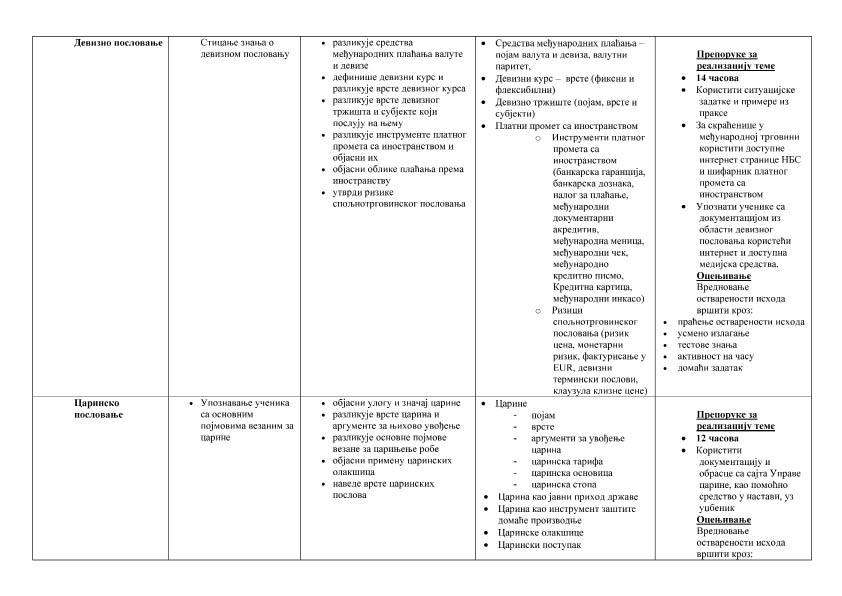 Девизно пословање
Стицање знања о
девизном пословању
• разликује средства
међународних плаћања валуте
и девизе
• дефинише девизни курс и
разликује врсте девизног курса
• разликује врсте девизног
тржишта и субјекте који
послују на њему
• разликује инструменте платног
промета са иностранством и
објасни их
• објасни облике плаћања према
иностранству
• утврди ризике
спољнотрговинског пословања
• Средства међународних плаћања –
појам валута и девиза, валутни
паритет,
• Девизни курс – врсте (фиксни и
флексибилни)
• Девизно тржиште (појам, врсте и
субјекти)
• Платни промет са иностранством
o Инструменти платног
промета са
иностранством
(банкарска гаранција,
банкарска дознака,
налог за плаћање,
међународни
документарни
акредитив,
међународна меница,
међународни чек,
међународно
кредитно писмо,
Кредитна картица,
међународни инкасо)
o Ризици
спољнотрговинског
пословања (ризик
цена, монетарни
ризик, фактурисање у
EUR, девизни
термински послови,
клаузула клизне цене)
Препоруке за
реализацију теме
• 14 часова
• Користити ситуацијске
задатке и примере из
праксе
• За скраћенице у
међународној трговини
користити доступне
интернет странице НБС
и шифарник платног
промета са
иностранством
• Упознати ученике са
документацијом из
области девизног
пословања користећи
интернет и доступна
медијска средства.
Оцењивање
Вредновање
остварености исхода
вршити кроз:
• праћење остварености исхода
• усмено излагање
• тестове знања
• активност на часу
• домаћи задатак
Царинско
пословање
• Упознавање ученика
са основним
појмовима везаним за
царине
• објасни улогу и значај царине
• разликује врсте царина и
аргументе за њихово увођење
• разликује основне појмове
везане за царињење робе
• објасни примену царинских
олакшица
• наведе врсте царинских
послова
• Царине
- појам
- врсте
- аргументи за увођење
царина
- царинска тарифа
- царинска основица
- царинска стопа
• Царина као јавни приход државе
• Царина као инструмент заштите
домаће производње
• Царинске олакшице
• Царински поступак
Препоруке за
реализацију теме
• 12 часова
• Користити
документацију и
обрасце са сајта Управе
царине, као помоћно
средство у настави, уз
уџбеник
Оцењивање
Вредновање
остварености исхода
вршити кроз: